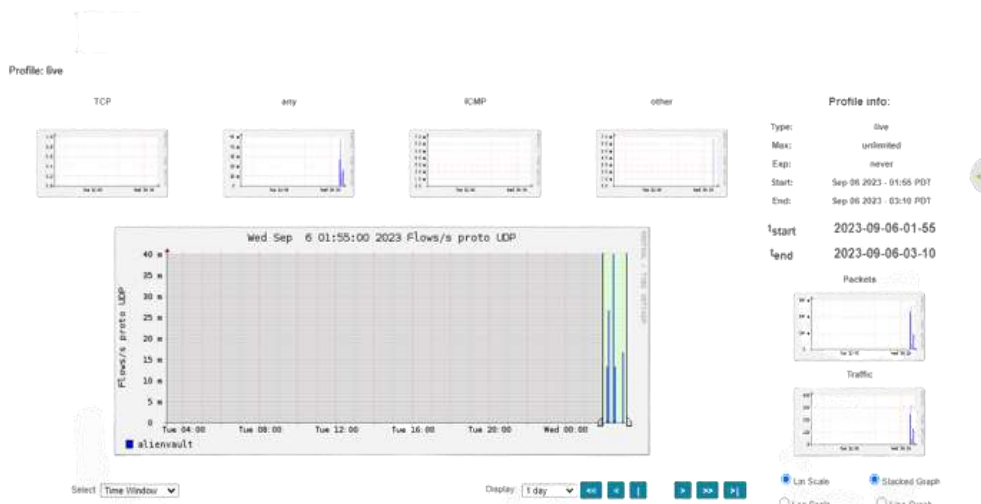 Profile: live
TCP
any
ICMP
other
Profile info:
Type: live
Max: unlimited
Exp: never
Start: Sep 06 2023 - 01:55 PDT
End: Sep 06 2023 - 03:10 PDT
tstart 2023-09-06-01-55
tend 2023-09-06-03-10
Wed Sep 6 01:55:00 2023 Flows/s proto UDP
Flows/s proto UDP
40 m
35 m
30 m
25 m
20 m
15 m
10 m
5 m
0
Tue 04:00 Tue 08:00 Tue 12:00 Tue 16:00 Tue 20:00 Wed 00:00
alienvault
Packets
Traffic
Select Time Window
Display: 1 day << < | > >> >|
Lin Scale Stacked Graph
Log Scale Line Graph